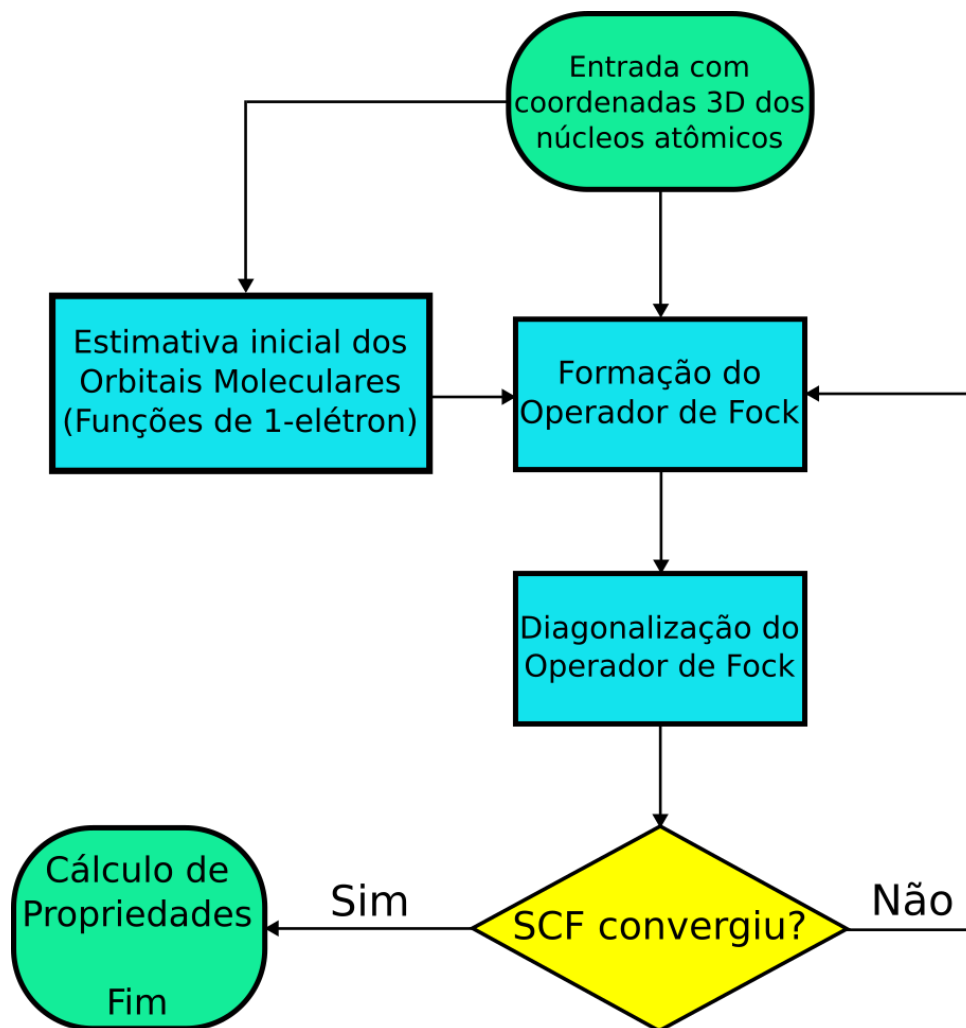 Entrada com
coordenadas 3D dos
núcleos atômicos
Estimativa inicial dos
Orbitais Moleculares
(Funções de 1-elétron)
Formação do
Operador de Fock
Diagonalização do
Operador de Fock
SCF convergiu?
Sim
Não
Cálculo de
Propriedades
Fim